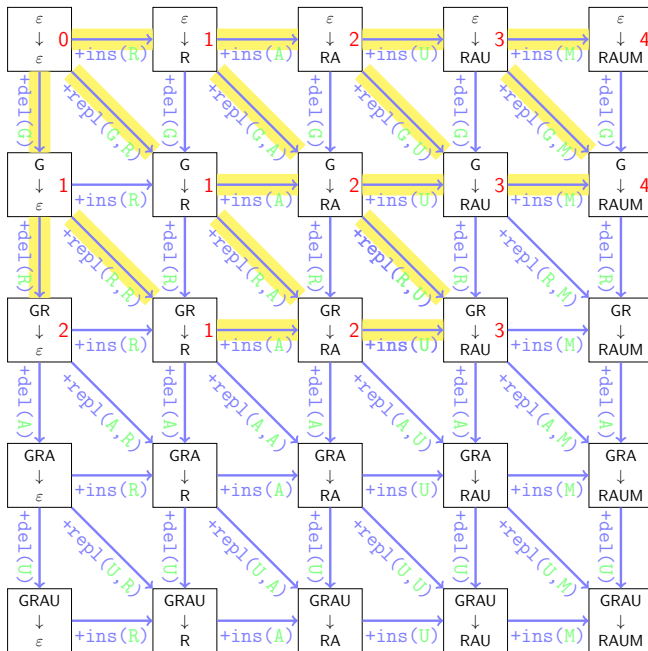 ε ε ε ε ε
↓ 0 ↓ 1 ↓ 2 ↓ 3 ↓ 4
+ins(R) +ins(A) +ins(U) +ins(M)
ε R RA RAU RAUM
+del(G) +repl(G,R) +del(G) +repl(G,A) +del(G) +repl(G,U) +del(G) +repl(G,M) +del(G)
G G G G G
↓ 1 ↓ 1 ↓ 2 ↓ 3 ↓ 4
+ins(R) +ins(A) +ins(U) +ins(M)
ε R RA RAU RAUM
+del(R) +repl(R,R) +del(R) +repl(R,A) +del(R) +repl(R,U) +del(R) +repl(R,M) +del(R)
GR GR GR GR GR
↓ 2 ↓ 1 ↓ 2 ↓ 3 ↓
+ins(R) +ins(A) +ins(U) +ins(M)
ε R RA RAU RAUM
+del(A) +repl(A,R) +del(A) +repl(A,A) +del(A) +repl(A,U) +del(A) +repl(A,M) +del(A)
GRA GRA GRA GRA GRA
↓ ↓ ↓ ↓ ↓
+ins(R) +ins(A) +ins(U) +ins(M)
ε R RA RAU RAUM
+del(U) +repl(U,R) +del(U) +repl(U,A) +del(U) +repl(U,U) +del(U) +repl(U,M) +del(U)
GRAU GRAU GRAU GRAU GRAU
↓ ↓ ↓ ↓ ↓
+ins(R) +ins(A) +ins(U) +ins(M)
ε R RA RAU RAUM